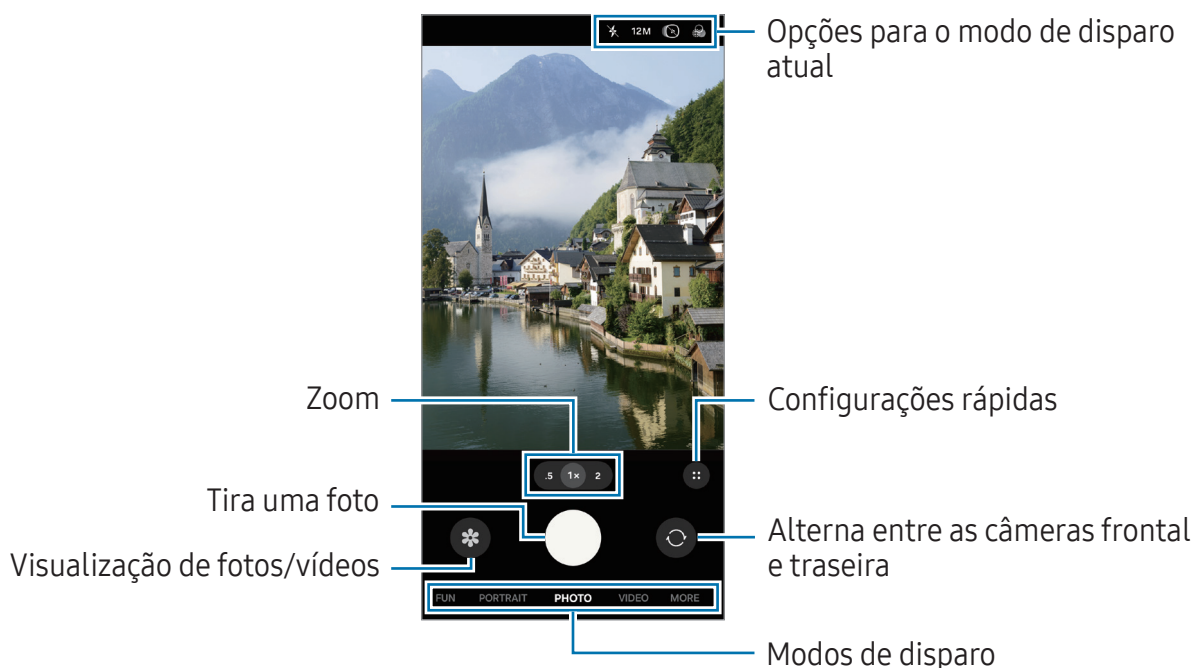 12M
Opções para o modo de disparo
atual
Zoom
Configurações rápidas
.5 1× 2
Tira uma foto
Alterna entre as câmeras frontal
e traseira
Visualização de fotos/vídeos
FUN PORTRAIT PHOTO VIDEO MORE
Modos de disparo